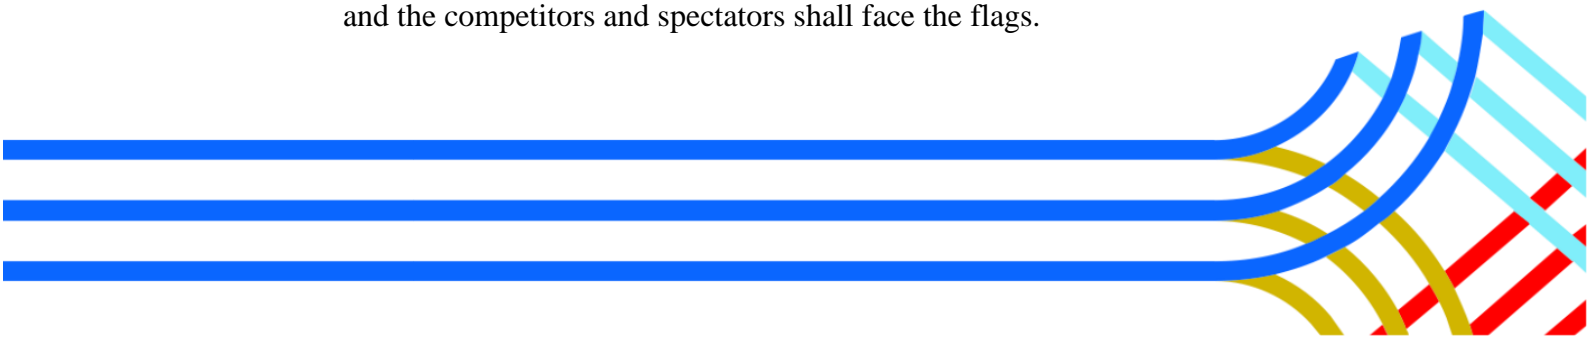 and the competitors and spectators shall face the flags.